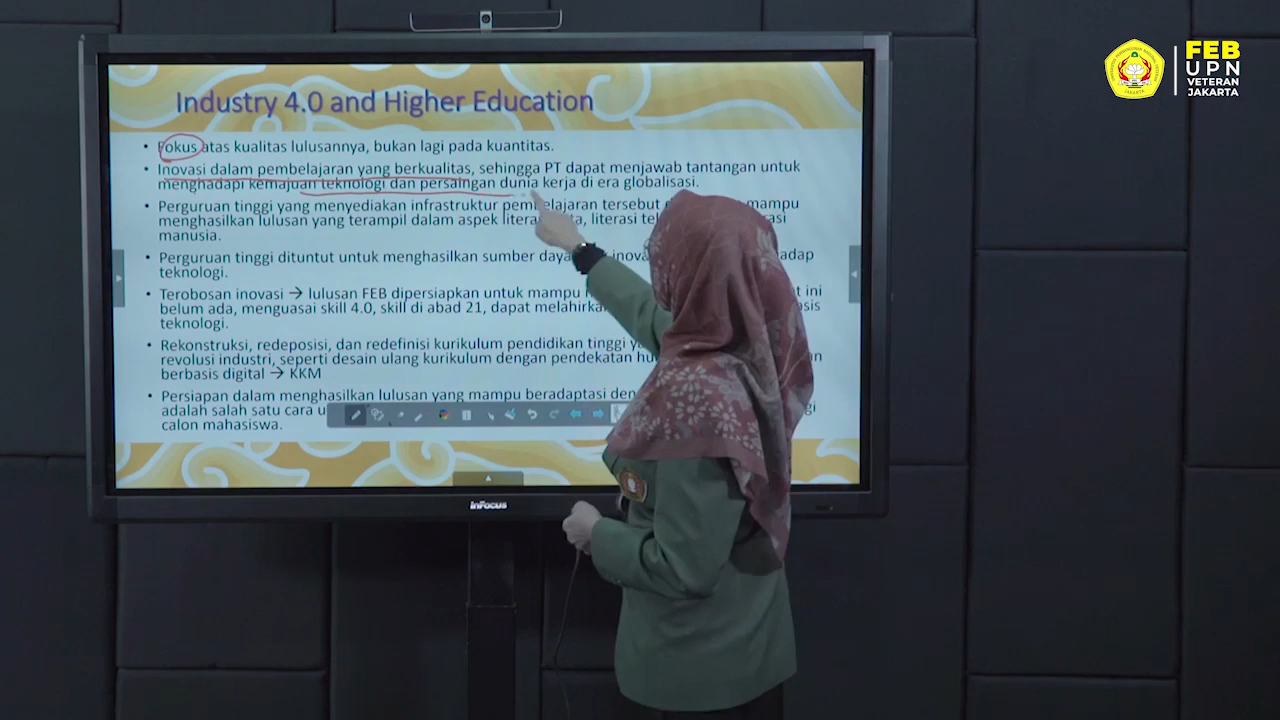 FEB
UPN
VETERAN
JAKARTA
Industry 4.0 and Higher Education
• Fokus atas kualitas lulusannya, bukan lagi pada kuantitas.
• Inovasi dalam pembelajaran yang berkualitas, sehingga PT dapat menjawab tantangan untuk
menghadapi kemajuan teknologi dan persaingan dunia kerja di era globalisasi.
• Perguruan tinggi yang menyediakan infrastruktur pembelajaran tersebut mampu
menghasilkan lulusan yang terampil dalam aspek
manusia.
• Perguruan tinggi dituntut untuk menghasilkan sumber daya
teknologi.
• Terobosan inovasi → lulusan FEB dipersiapkan untuk mampu ini
belum ada, menguasai skill 4.0, skill di abad 21, dapat
teknologi.
• Rekonstruksi, redeposisi, dan redefinisi kurikulum pendidikan tinggi
revolusi industri, seperti desain ulang kurikulum dengan pendekatan
berbasis digital → KKM
• Persiapan dalam menghasilkan lulusan yang mampu beradaptasi
adalah salah satu cara
calon mahasiswa.
InFocus